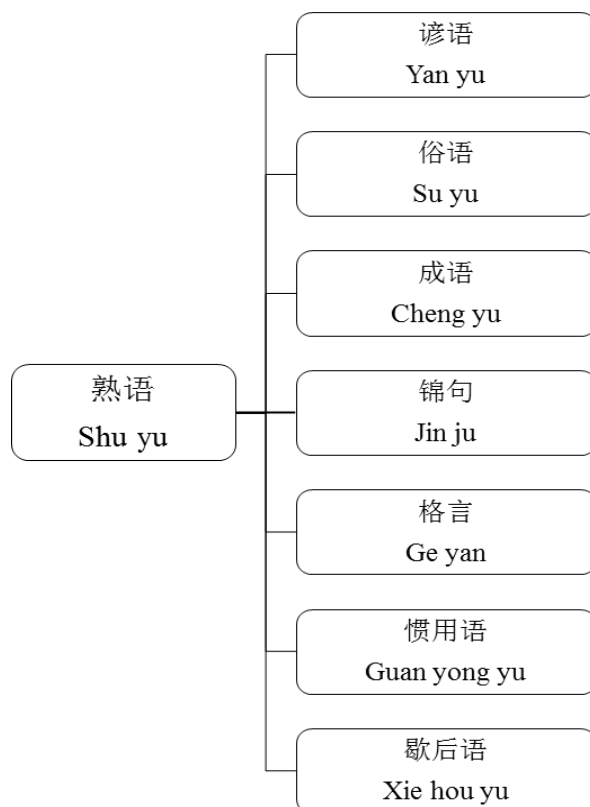 熟语
Shu yu
谚语
Yan yu
俗语
Su yu
成语
Cheng yu
锦句
Jin ju
格言
Ge yan
惯用语
Guan yong yu
歇后语
Xie hou yu